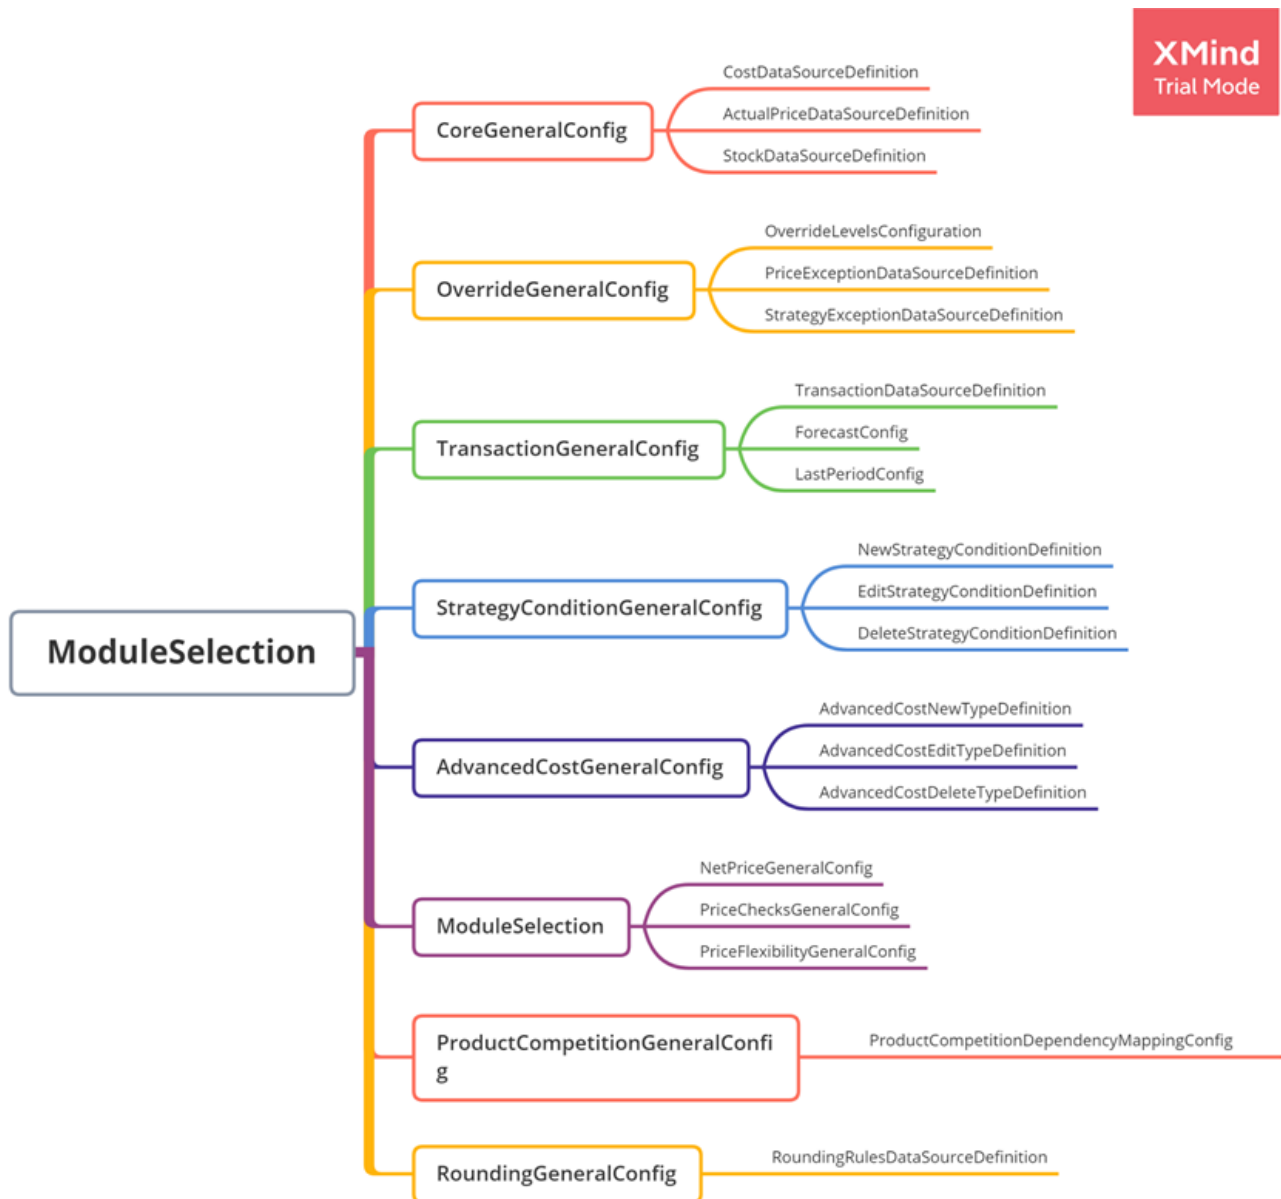 XMind
Trial Mode
CostDataSourceDefinition
CoreGeneralConfig
ActualPriceDataSourceDefinition
StockDataSourceDefinition
OverrideLevelsConfiguration
OverrideGeneralConfig
PriceExceptionDataSourceDefinition
StrategyExceptionDataSourceDefinition
TransactionDataSourceDefinition
TransactionGeneralConfig
ForecastConfig
LastPeriodConfig
NewStrategyConditionDefinition
StrategyConditionGeneralConfig
EditStrategyConditionDefinition
DeleteStrategyConditionDefinition
ModuleSelection
AdvancedCostNewTypeDefinition
AdvancedCostGeneralConfig
AdvancedCostEditTypeDefinition
AdvancedCostDeleteTypeDefinition
NetPriceGeneralConfig
ModuleSelection
PriceChecksGeneralConfig
PriceFlexibilityGeneralConfig
ProductCompetitionGeneralConfi
g
ProductCompetitionDependencyMappingConfig
RoundingGeneralConfig
RoundingRulesDataSourceDefinition